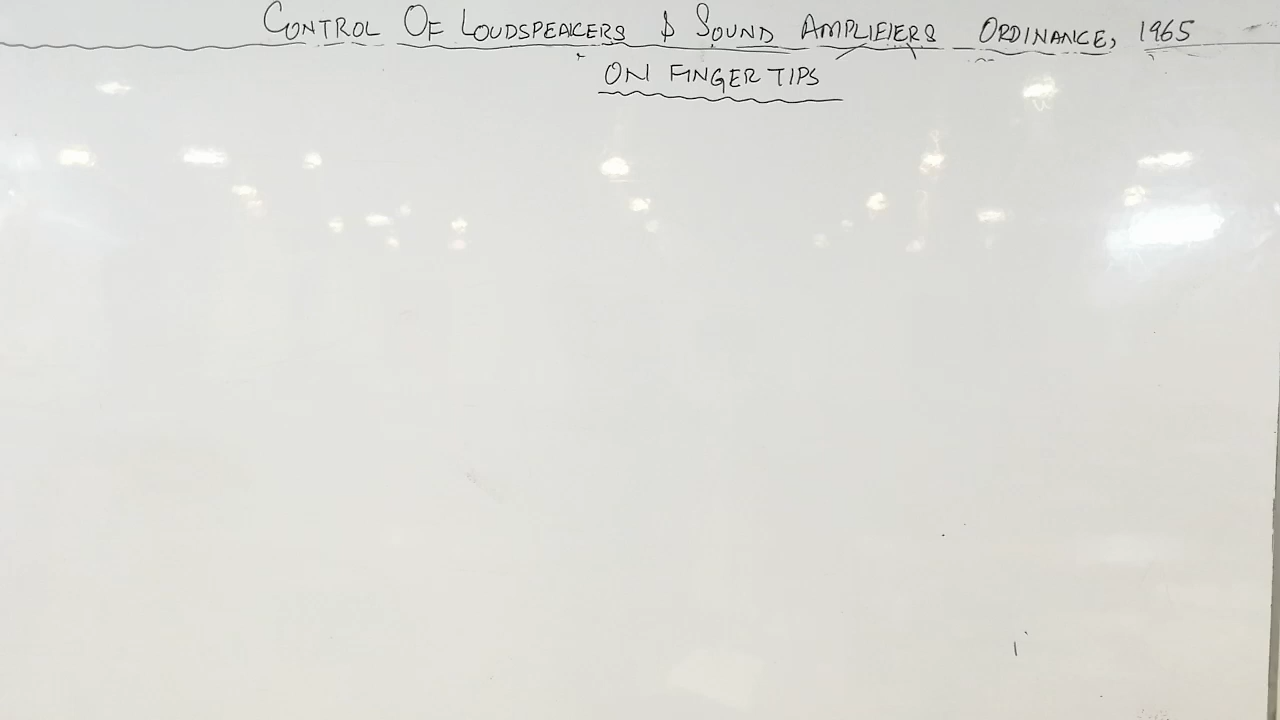 CONTROL OF LOUDSPEAKERS & SOUND AMPLIFIERS ORDINANCE, 1965
ON FINGER TIPS